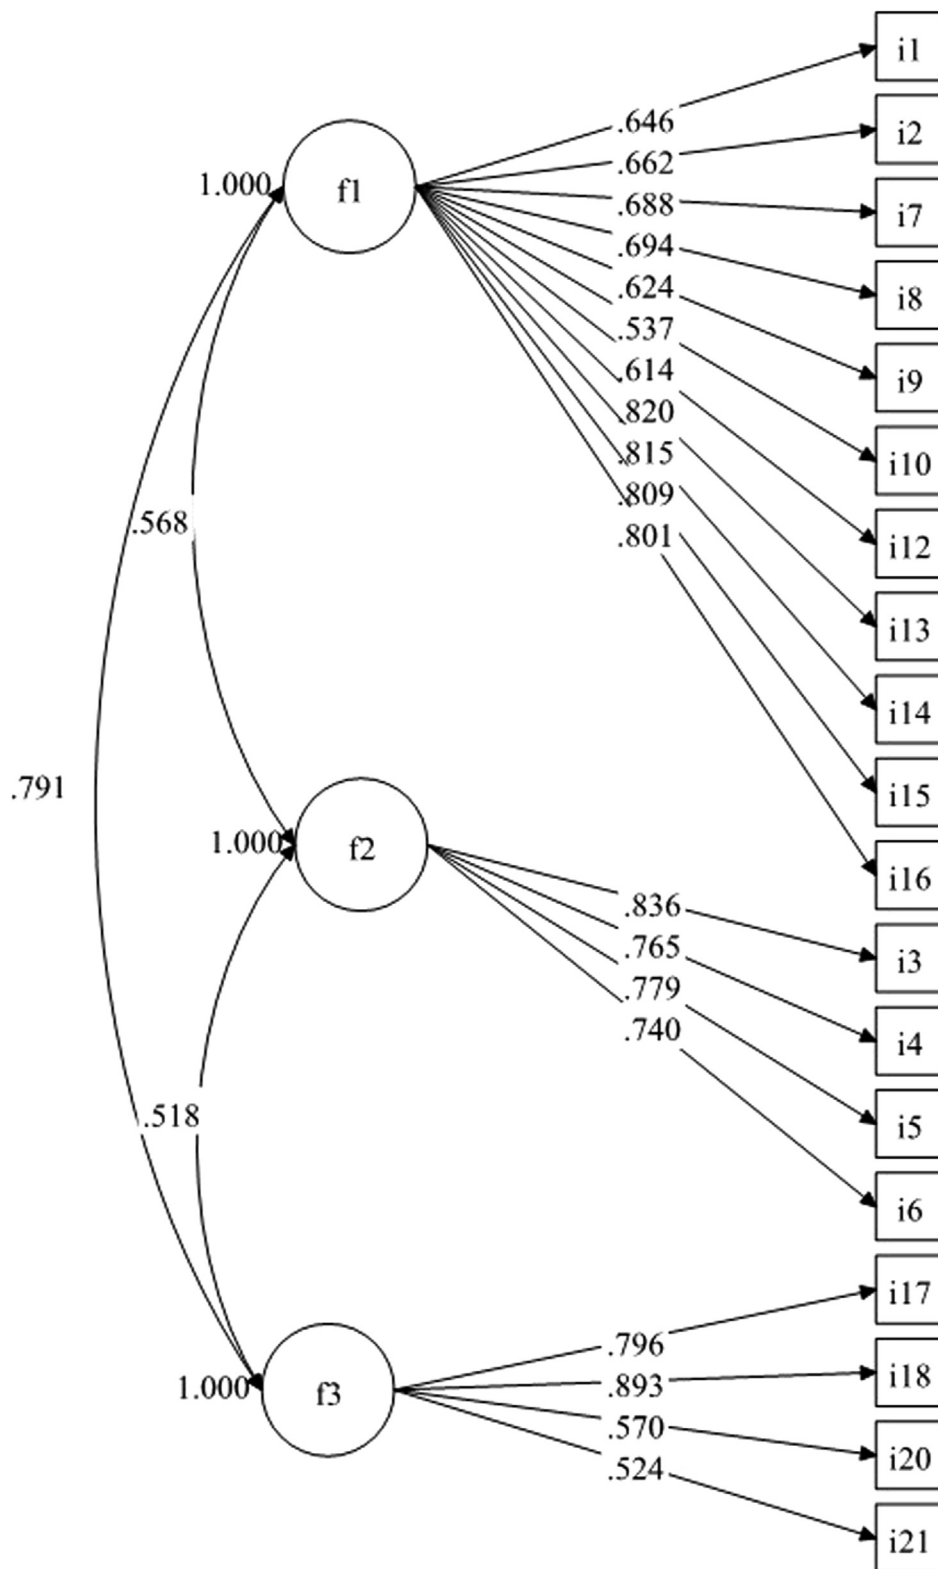 i1
.646
i2
.662
1.000
f1
.688
i7
.694
i8
.624
.537
i9
.614
.820
i10
.815
.809
.568
.801
i12
i13
i14
.791
i15
1.000
f2
i16
.836
.765
i3
.779
.740
i4
.518
i5
i6
i17
.796
1.000
f3
.893
i18
.570
.524
i20
i21